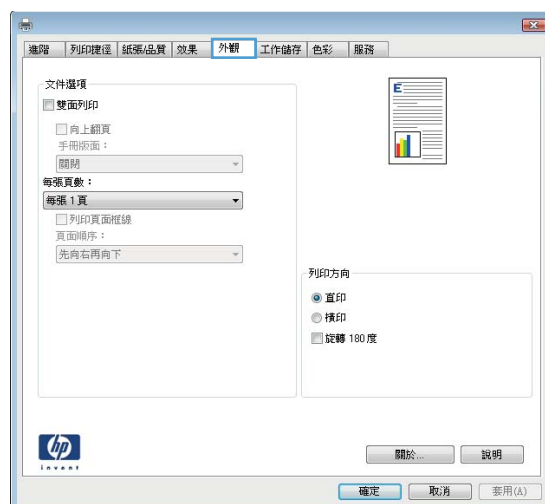 進階 列印捷徑 紙張/品質 效果 外觀 工作儲存 色彩 服務
文件選項
雙面列印
向上翻頁
手冊版面：
關閉
每張頁數：
每張 1 頁
列印頁面框線
頁面順序：
先向右再向下
E
列印方向
直印
橫印
旋轉 180 度
hp
invent
關於... 說明
確定 取消 套用(A)